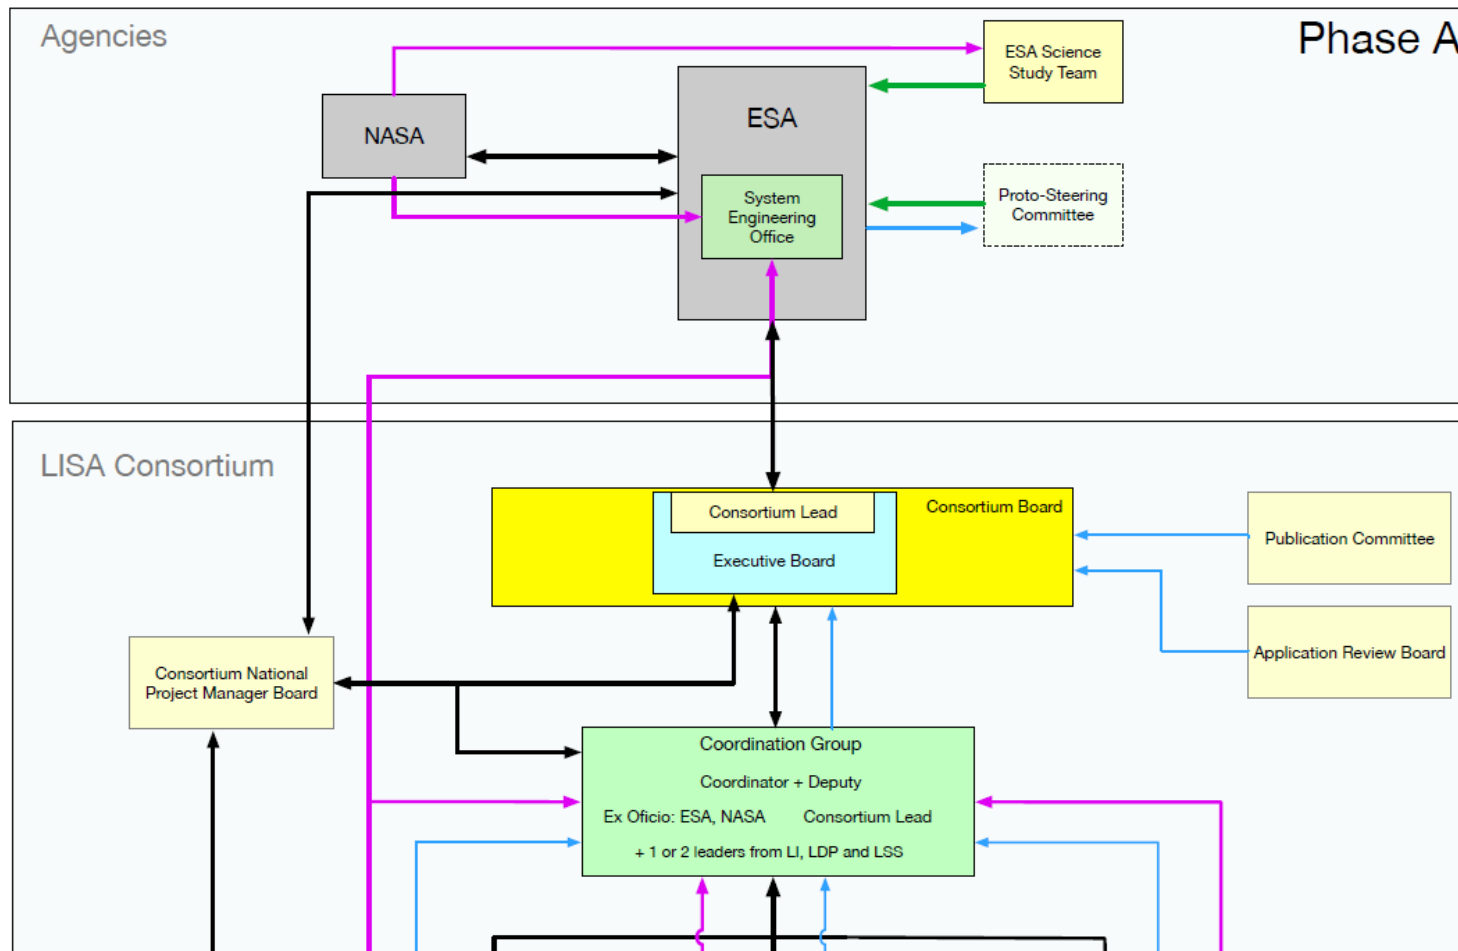 Agencies
Phase A
ESA Science
Study Team
NASA
ESA
System
Engineering
Office
Proto-Steering
Committee
LISA Consortium
Consortium Lead
Consortium Board
Executive Board
Publication Committee
Application Review Board
Consortium National
Project Manager Board
Coordination Group
Coordinator + Deputy
Ex Oficio: ESA, NASA Consortium Lead
+ 1 or 2 leaders from LI, LDP and LSS